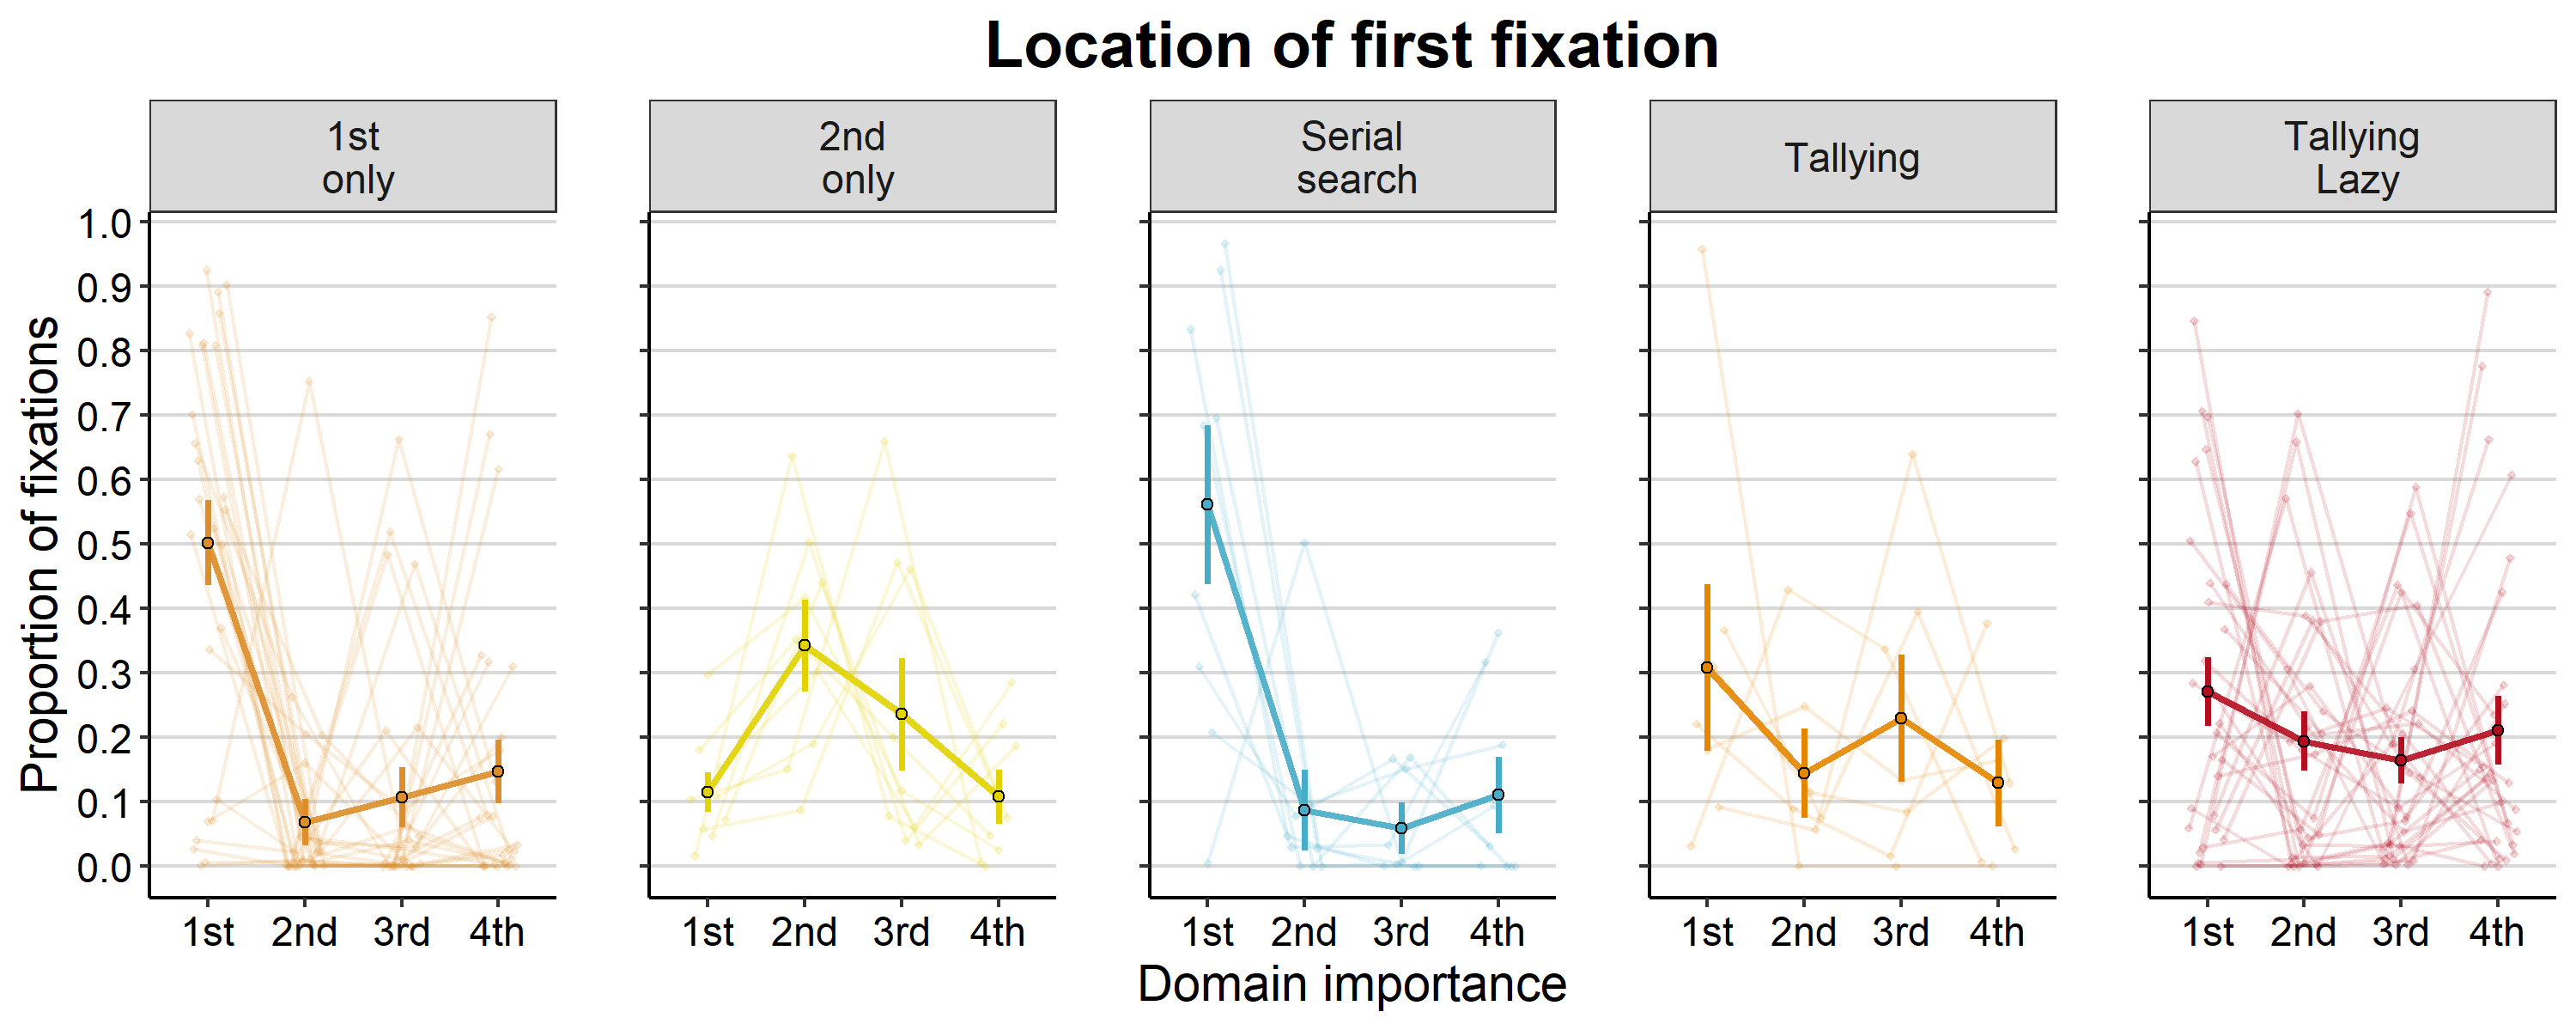 Location of first fixation
1st
only
2nd
only
Serial
search
Tallying
Tallying
Lazy
Proportion of fixations
1.0
0.9
0.8
0.7
0.6
0.5
0.4
0.3
0.2
0.1
0.0
1st 2nd 3rd 4th
1st 2nd 3rd 4th
1st 2nd 3rd 4th
1st 2nd 3rd 4th
1st 2nd 3rd 4th
Domain importance